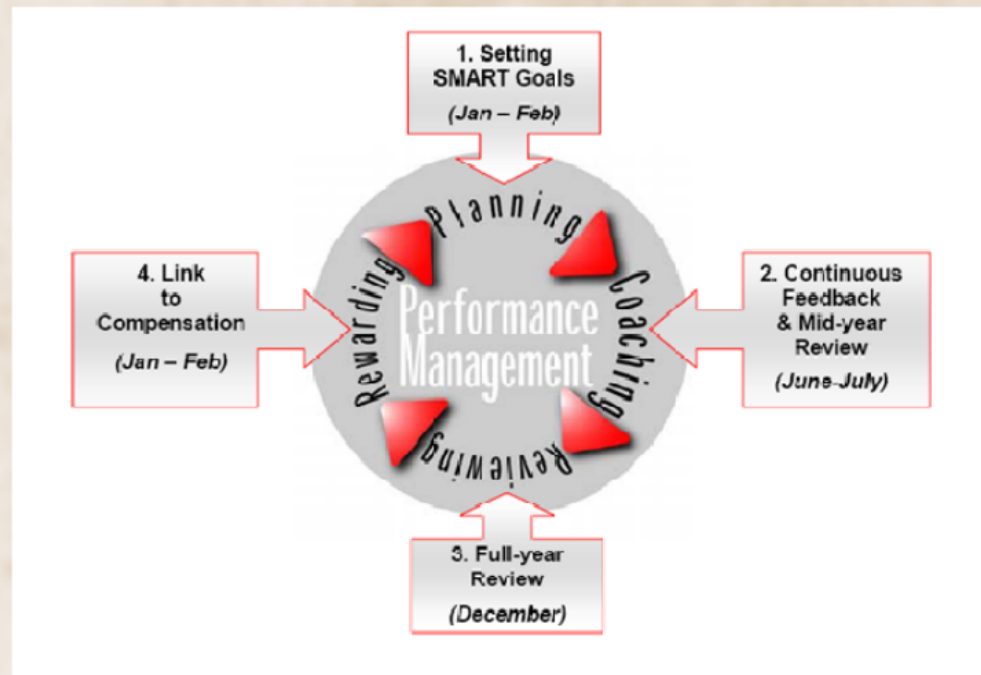 1. Setting
SMART Goals
(Jan – Feb)
Planning
Coaching
Reviewing
Rewarding
Performance
Management
2. Continuous
Feedback
& Mid-year
Review
(June-July)
3. Full-year
Review
(December)
4. Link
to
Compensation
(Jan – Feb)